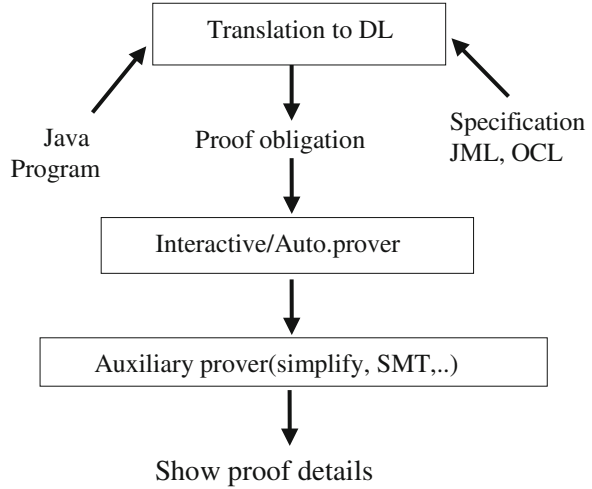 Translation to DL
Java
Program
Proof obligation
Specification
JML, OCL
Interactive/Auto.prover
Auxiliary prover(simplify, SMT,..)
Show proof details